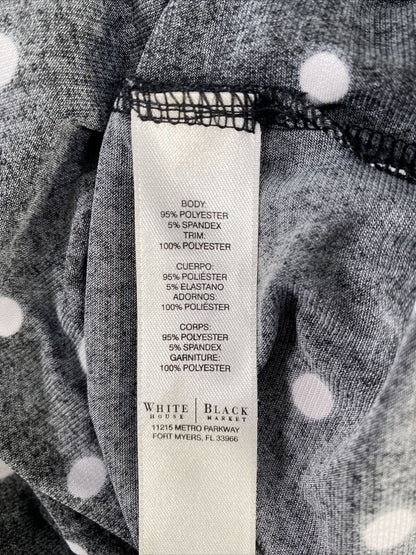 BODY:
95% POLYESTER
5% SPANDEX
TRIM:
100% POLYESTER
CUERPO:
95% POLIÉSTER
5% ELASTANO
ADORNOS:
100% POLIÉSTER
CORPS:
95% POLYESTER
5% SPANDEX
GARNITURE:
100% POLYESTER
WHITE | BLACK
HOUSE | MARKET
11215 METRO PARKWAY
FORT MYERS, FL 33966